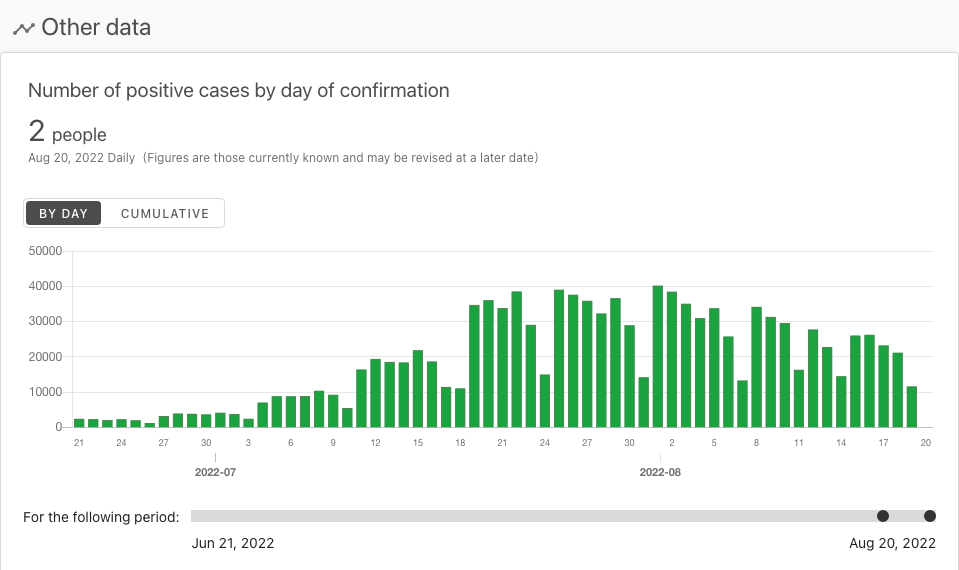 Other data
Number of positive cases by day of confirmation
2 people
Aug 20, 2022 Daily (Figures are those currently known and may be revised at a later date)
BY DAY CUMULATIVE
50000
40000
30000
20000
10000
0
21 24 27 30 3 6 9 12 15 18 21 24 27 30 2 5 8 11 14 17 20
2022-07 2022-08
For the following period:
Jun 21, 2022 Aug 20, 2022